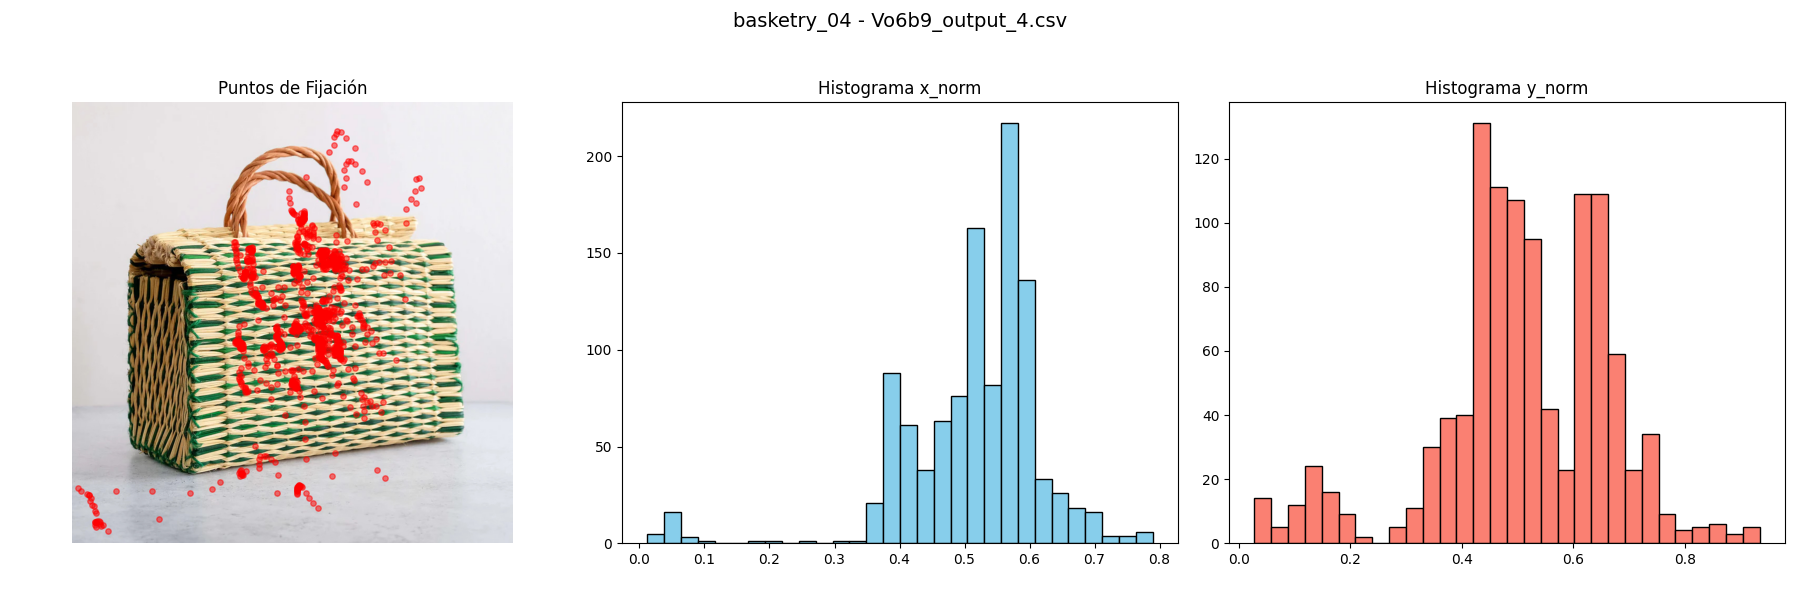 basketry_04 - Vo6b9_output_4.csv
Puntos de Fijación
Histograma x_norm
Histograma y_norm
200
150
100
50
0
0.0 0.1 0.2 0.3 0.4 0.5 0.6 0.7 0.8
120
100
80
60
40
20
0
0.0 0.2 0.4 0.6 0.8